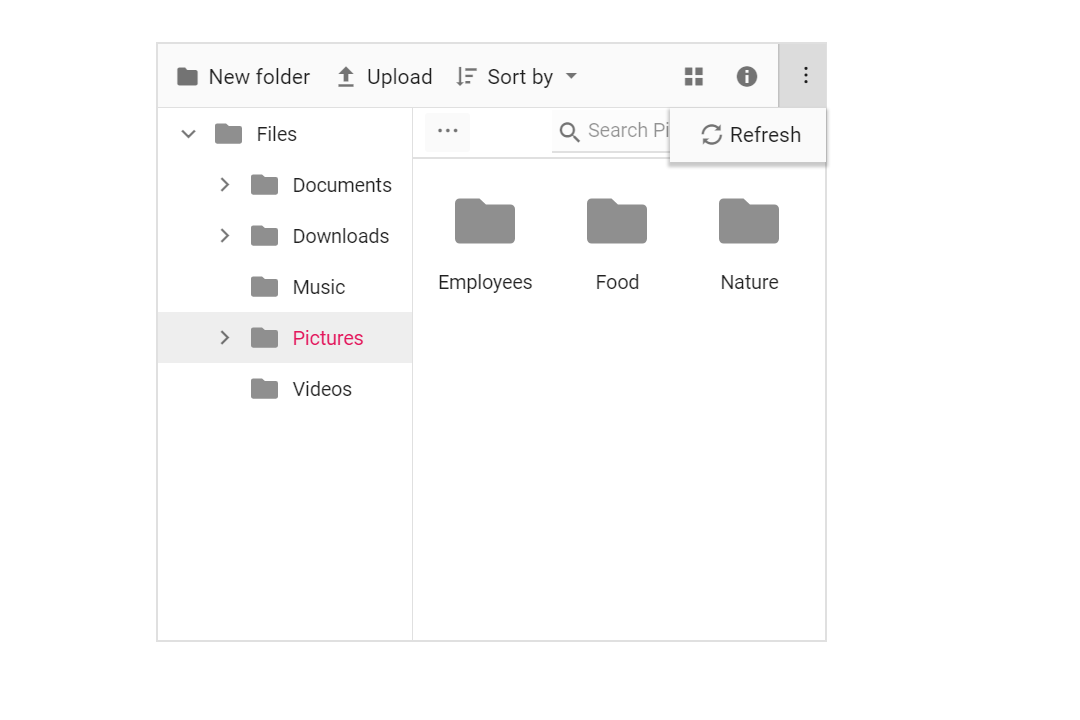 New folder Upload Sort by
Files
Search Pi
Refresh
Documents
Downloads
Music
Pictures
Videos
Employees Food Nature